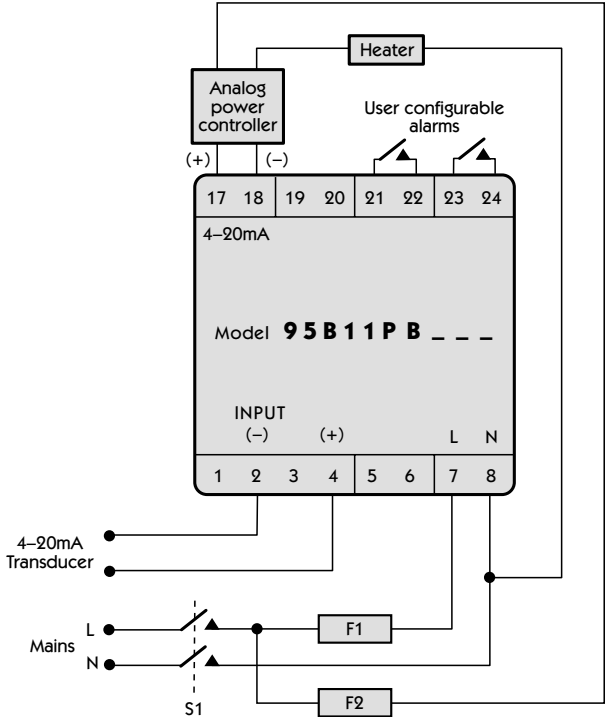 Heater
Analog
power
controller
User configurable
alarms
(+) (–)
17 18 19 20 21 22 23 24
4–20mA
Model 95B11PB _ _ _
INPUT
(–) (+) L N
1 2 3 4 5 6 7 8
4–20mA
Transducer
L F1
Mains
N
S1 F2